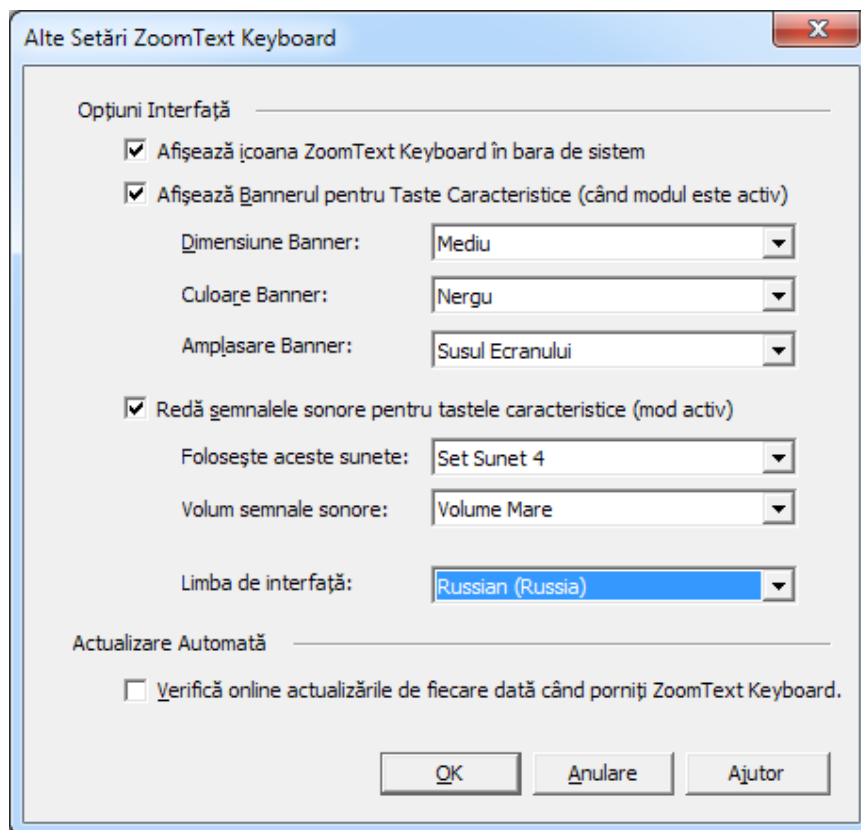 Alte Setări ZoomText Keyboard
Opțiuni Interfață
Afișează icoana ZoomText Keyboard în bara de sistem
Afișează Bannerul pentru Taste Caracteristice (când modul este activ)
Dimensiune Banner: Mediu
Culoare Banner: Nergu
Amplasare Banner: Susul Ecranului
Redă semnalele sonore pentru tastele caracteristice (mod activ)
Folosește aceste sunete: Set Sunet 4
Volum semnale sonore: Volume Mare
Limba de interfață: Russian (Russia)
Actualizare Automată
Verifică online actualizările de fiecare dată când porniți ZoomText Keyboard.
OK Anulare Ajutor